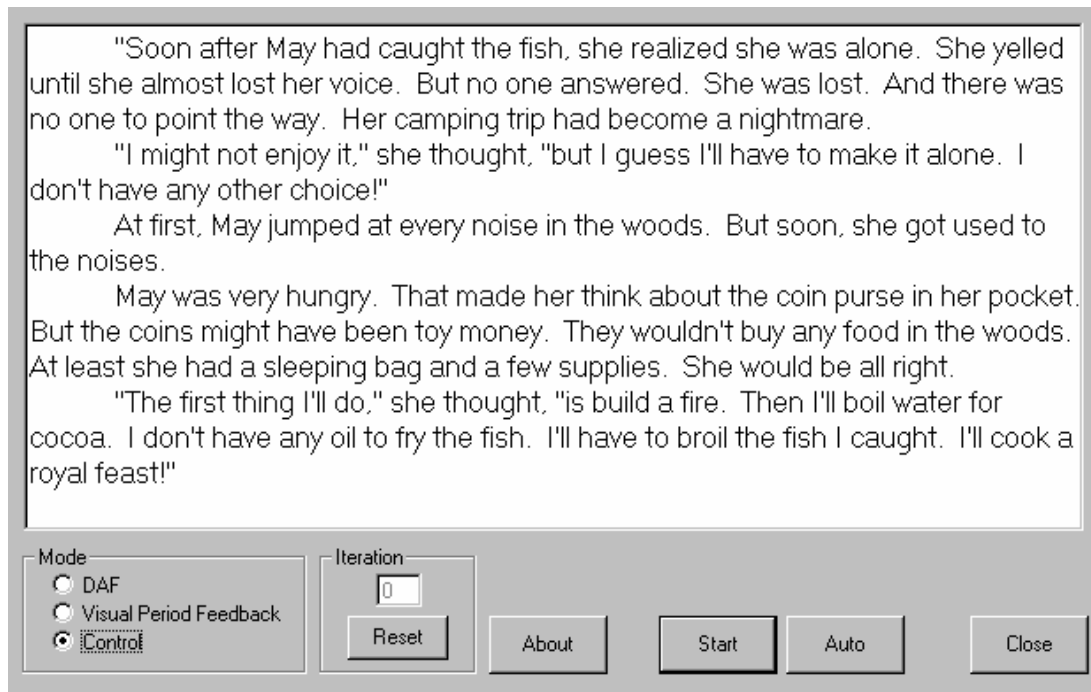 "Soon after May had caught the fish, she realized she was alone.  She yelled
until she almost lost her voice.  But no one answered.  She was lost.  And there was
no one to point the way.  Her camping trip had become a nightmare.
"I might not enjoy it," she thought, "but I guess I'll have to make it alone.  I
don't have any other choice!"
At first, May jumped at every noise in the woods.  But soon, she got used to
the noises.
May was very hungry.  That made her think about the coin purse in her pocket.
But the coins might have been toy money.  They wouldn't buy any food in the woods.
At least she had a sleeping bag and a few supplies.  She would be all right.
"The first thing I'll do," she thought, "is build a fire.  Then I'll boil water for
cocoa.  I don't have any oil to fry the fish.  I'll have to broil the fish I caught.  I'll cook a
royal feast!"
Mode
DAF
Visual Period Feedback
Control
Iteration
0
Reset
About
Start
Auto
Close